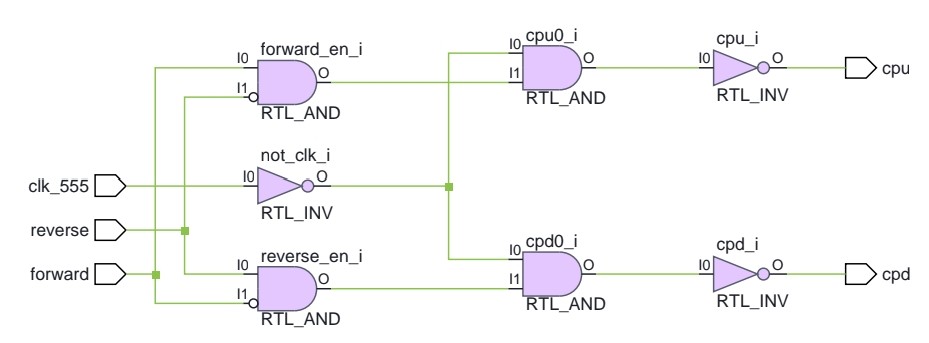 forward_en_i
I0
I1
O
RTL_AND
cpu0_i
I0
I1
O
RTL_AND
cpu_i
I0
O
RTL_INV
cpu
not_clk_i
clk_555
I0
O
RTL_INV
reverse
forward
reverse_en_i
I0
I1
O
RTL_AND
cpd0_i
I0
I1
O
RTL_AND
cpd_i
I0
O
RTL_INV
cpd